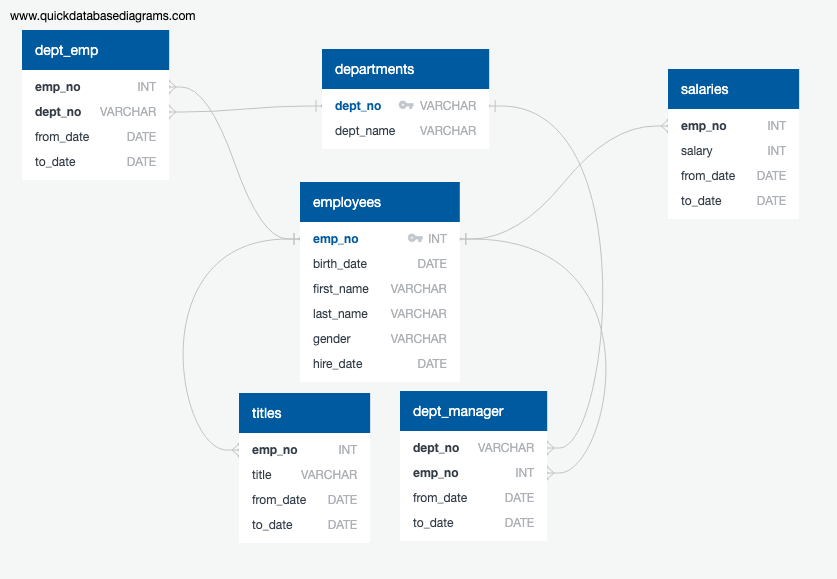 www.quickdatabasediagrams.com
dept_emp
emp_no INT
dept_no VARCHAR
from_date DATE
to_date DATE
departments
dept_no VARCHAR
dept_name VARCHAR
salaries
emp_no INT
salary INT
from_date DATE
to_date DATE
employees
emp_no INT
birth_date DATE
first_name VARCHAR
last_name VARCHAR
gender VARCHAR
hire_date DATE
titles
emp_no INT
title VARCHAR
from_date DATE
to_date DATE
dept_manager
dept_no VARCHAR
emp_no INT
from_date DATE
to_date DATE